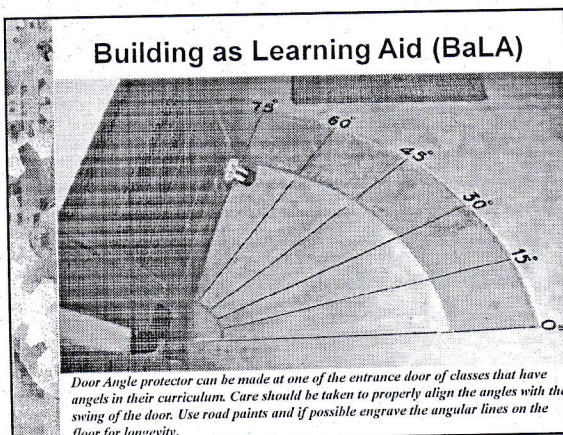 Building as Learning Aid (BaLA)
75°
60°
45°
30°
15°
0°
Door Angle protector can be made at one of the entrance door of classes that have
angels in their curriculum. Care should be taken to properly align the angles with the
swing of the door. Use road paints and if possible engrave the angular lines on the
floor for longevity.